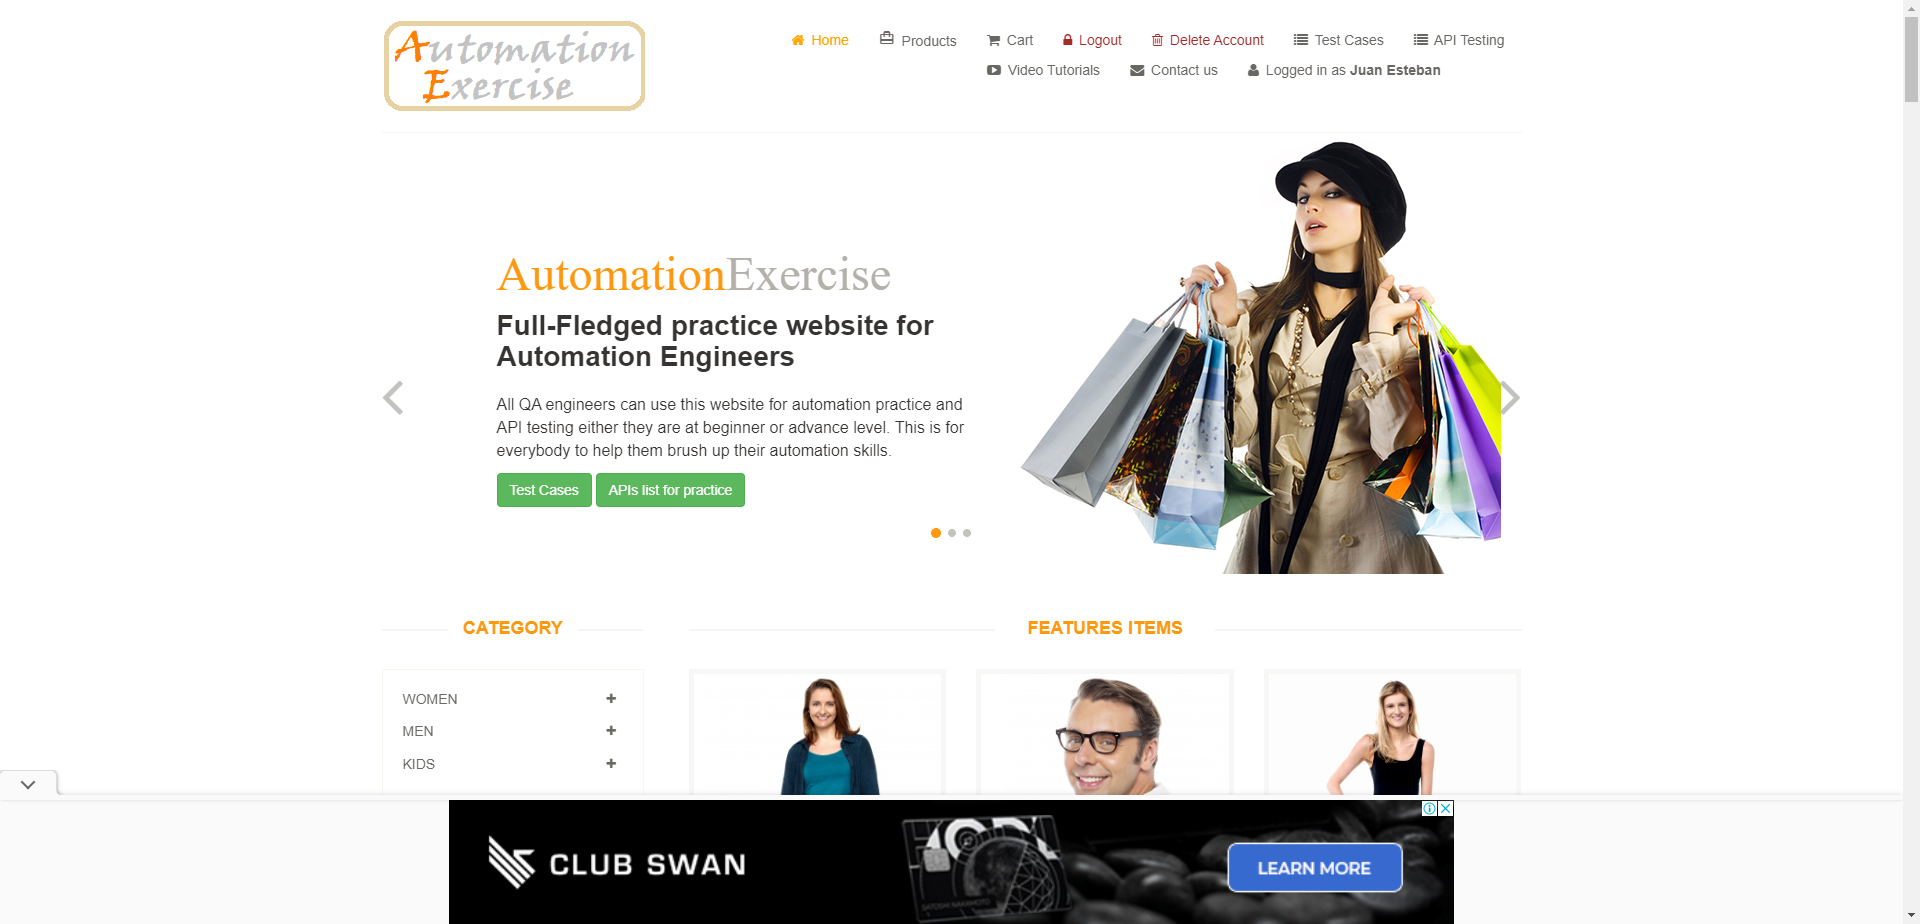 Automation
Exercise
Home
Products
Cart
Logout
Delete Account
Test Cases
API Testing
Video Tutorials
Contact us
Logged in as Juan Esteban
AutomationExercise
Full-Fledged practice website for
Automation Engineers
All QA engineers can use this website for automation practice and
API testing either they are at beginner or advance level. This is for
everybody to help them brush up their automation skills.
Test Cases
APIs list for practice
CATEGORY
FEATURES ITEMS
WOMEN
MEN
KIDS
CLUB SWAN
SATOSHI NAKAMOTO
LEARN MORE